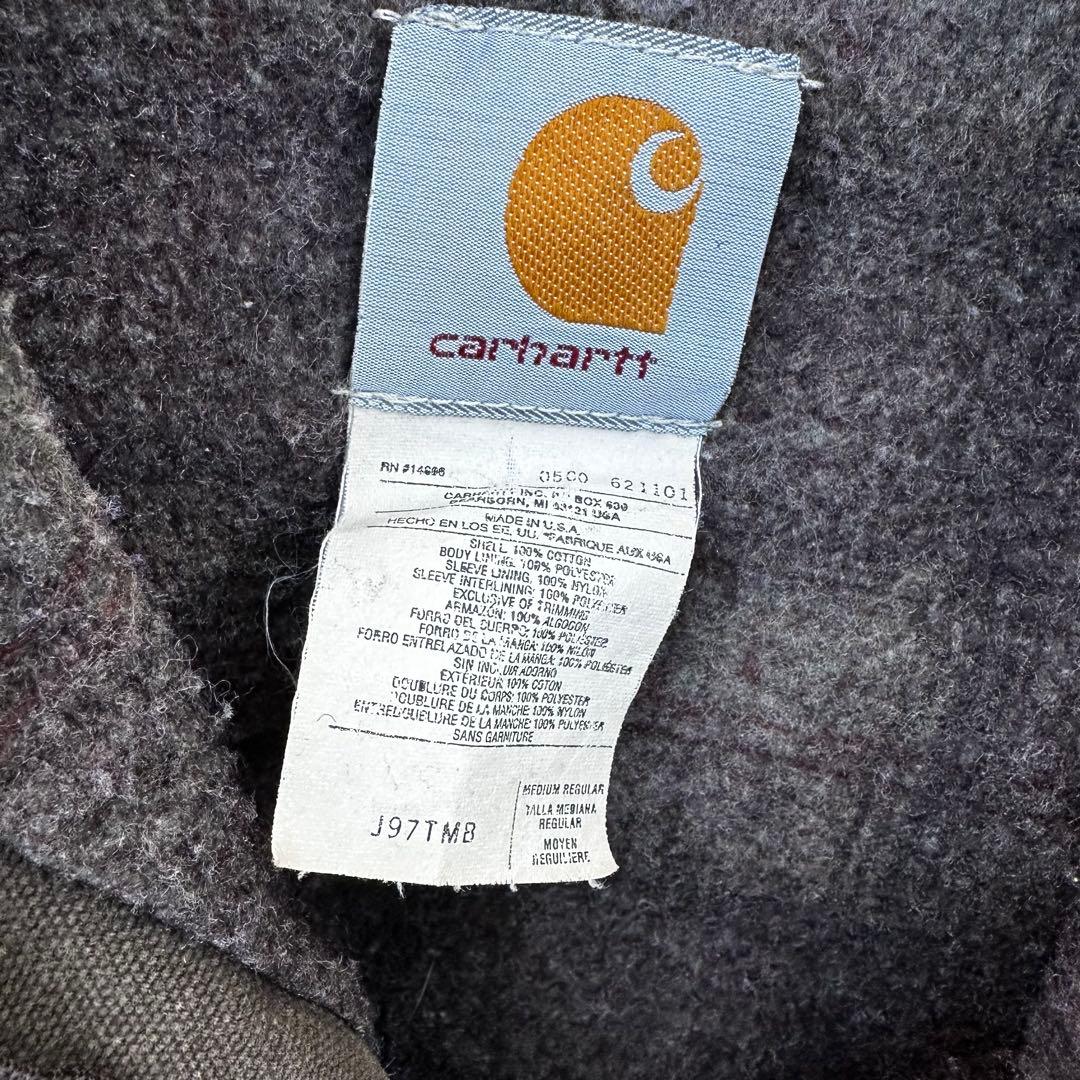 carhartt
RN #14806 05C0 621101
CARHARTT INC. BOX 600
DEARBORN, MI USA
MADE IN U.S.A.
HECHO EN LOS EE. UU. *FABRIQUE AUX USA
SHELL 100% COTTON
BODY LINING: 100% POLYESTER
SLEEVE LINING: 100% NYLON
SLEEVE INTERLINING: 100% POLYESTER
EXCLUSIVE OF TRIMMING
ARMAZON: 100% ALGODON
FORRO DEL CUERPO: 100% POLIESTER
FORRO DE LA MANGA: 100% NILON
FORRO ENTRELAZADO DE LA MANGA: 100% POLIESTER
SIN INCLUIR ADORNO
EXTERIEUR 100% COTON
DOUBLURE DU CORPS: 100% POLYESTER
DOUBLURE DE LA MANCHE: 100% NYLON
ENTREDOUBLURE DE LA MANCHE: 100% POLYESTER
SANS GARNITURE
J97TMB
MEDIUM REGULAR
TALLA MEDIANA
REGULAR
MOYEN
REGULIERE